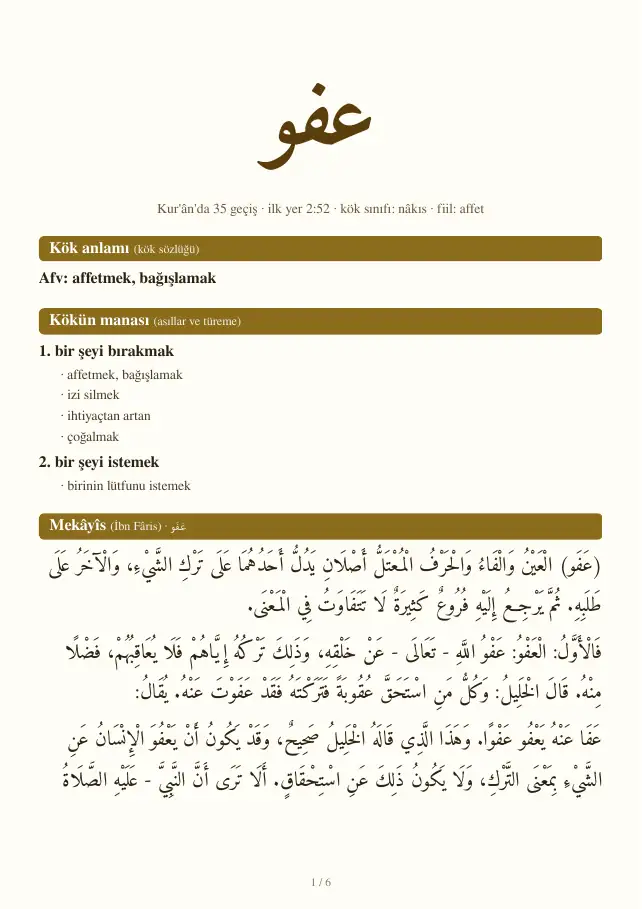 عفو
Kur'ân'da 35 geçiş · ilk yer 2:52 · kök sınıfı: nâkıs · fiil: affet
Kök anlamı (kök sözlüğü)
Afv: affetmek, bağışlamak
Kökün manası (asıllar ve türeme)
1. bir şeyi bırakmak
· affetmek, bağışlamak
· izi silmek
· ihtiyaçtan artan
· çoğalmak
2. bir şeyi istemek
· birinin lütfunu istemek
Mekâyîs (İbn Fâris) · عَفَو
(عَفَو) الْعَيْنُ وَالْفَاءُ وَالْحَرْفُ الْمُعْتَلُّ أَصْلَانِ يَدُلُّ أَحَدُهُمَا عَلَى تَرْكِ الشَّيْءِ، وَالْآخَرُ عَلَى
طَلَبِهِ. ثُمَّ يَرْجِعُ إِلَيْهِ فُرُوعٌ كَثِيرَةٌ لَا تَتَفَاوَتُ فِي الْمَعْنَى.
فَالْأَوَّلُ: الْعَفْوُ: عَفْوُ اللَّهِ - تَعَالَى - عَنْ خَلْقِهِ، وَذَلِكَ تَرْكُهُ إِيَّاهُمْ فَلَا يُعَاقِبُهُمْ، فَضْلًا
مِنْهُ. قَالَ الْخَلِيلُ: وَكُلُّ مَنِ اسْتَحَقَّ عُقُوبَةً فَتَرَكْتَهُ فَقَدْ عَفَوْتَ عَنْهُ. يُقَالُ:
عَفَا عَنْهُ يَعْفُو عَفْوًا. وَهَذَا الَّذِي قَالَهُ الْخَلِيلُ صَحِيحٌ، وَقَدْ يَكُونُ أَنْ يَعْفُوَ الْإِنْسَانُ عَنِ
الشَّيْءِ بِمَعْنَى التَّرْكِ، وَلَا يَكُونُ ذَلِكَ عَنِ اسْتِحْقَاقٍ. أَلَا تَرَى أَنَّ النَّبِيَّ - عَلَيْهِ الصَّلَاةُ
1 / 6